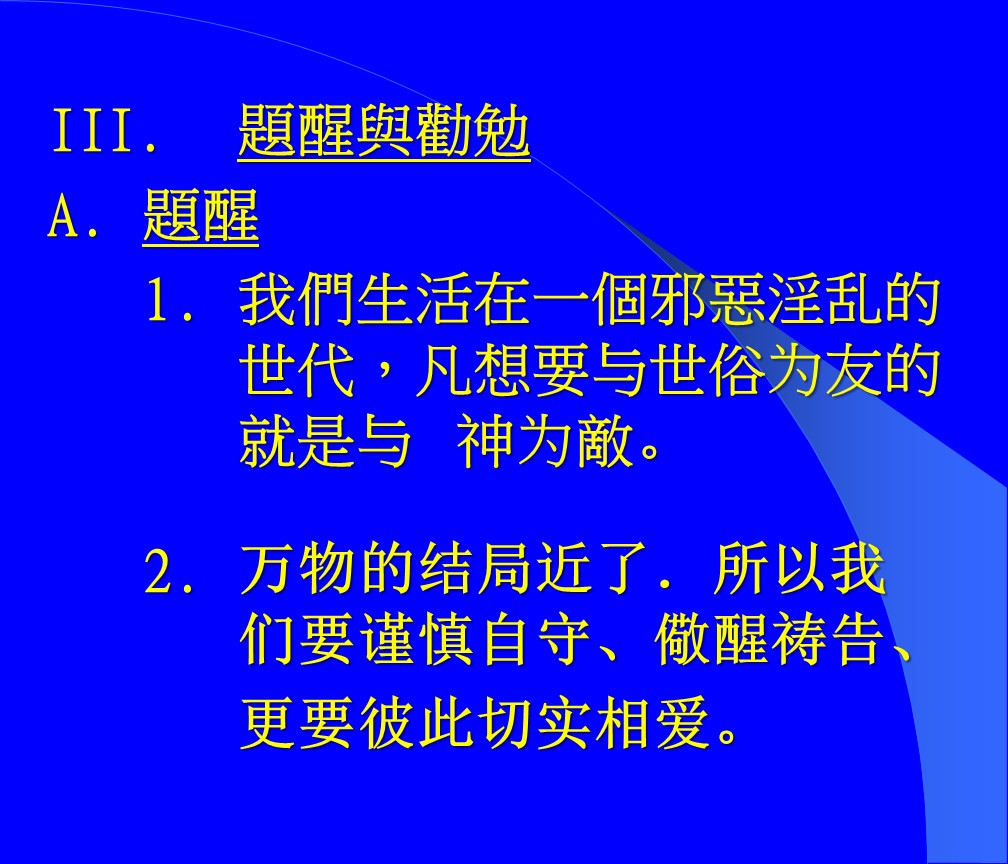 III. 題醒與勸勉
A. 題醒
1. 我們生活在一個邪惡淫乱的
世代，凡想要与世俗为友的
就是与 神为敵。
2. 万物的结局近了. 所以我
们要谨慎自守、儆醒祷告、
更要彼此切实相爱。